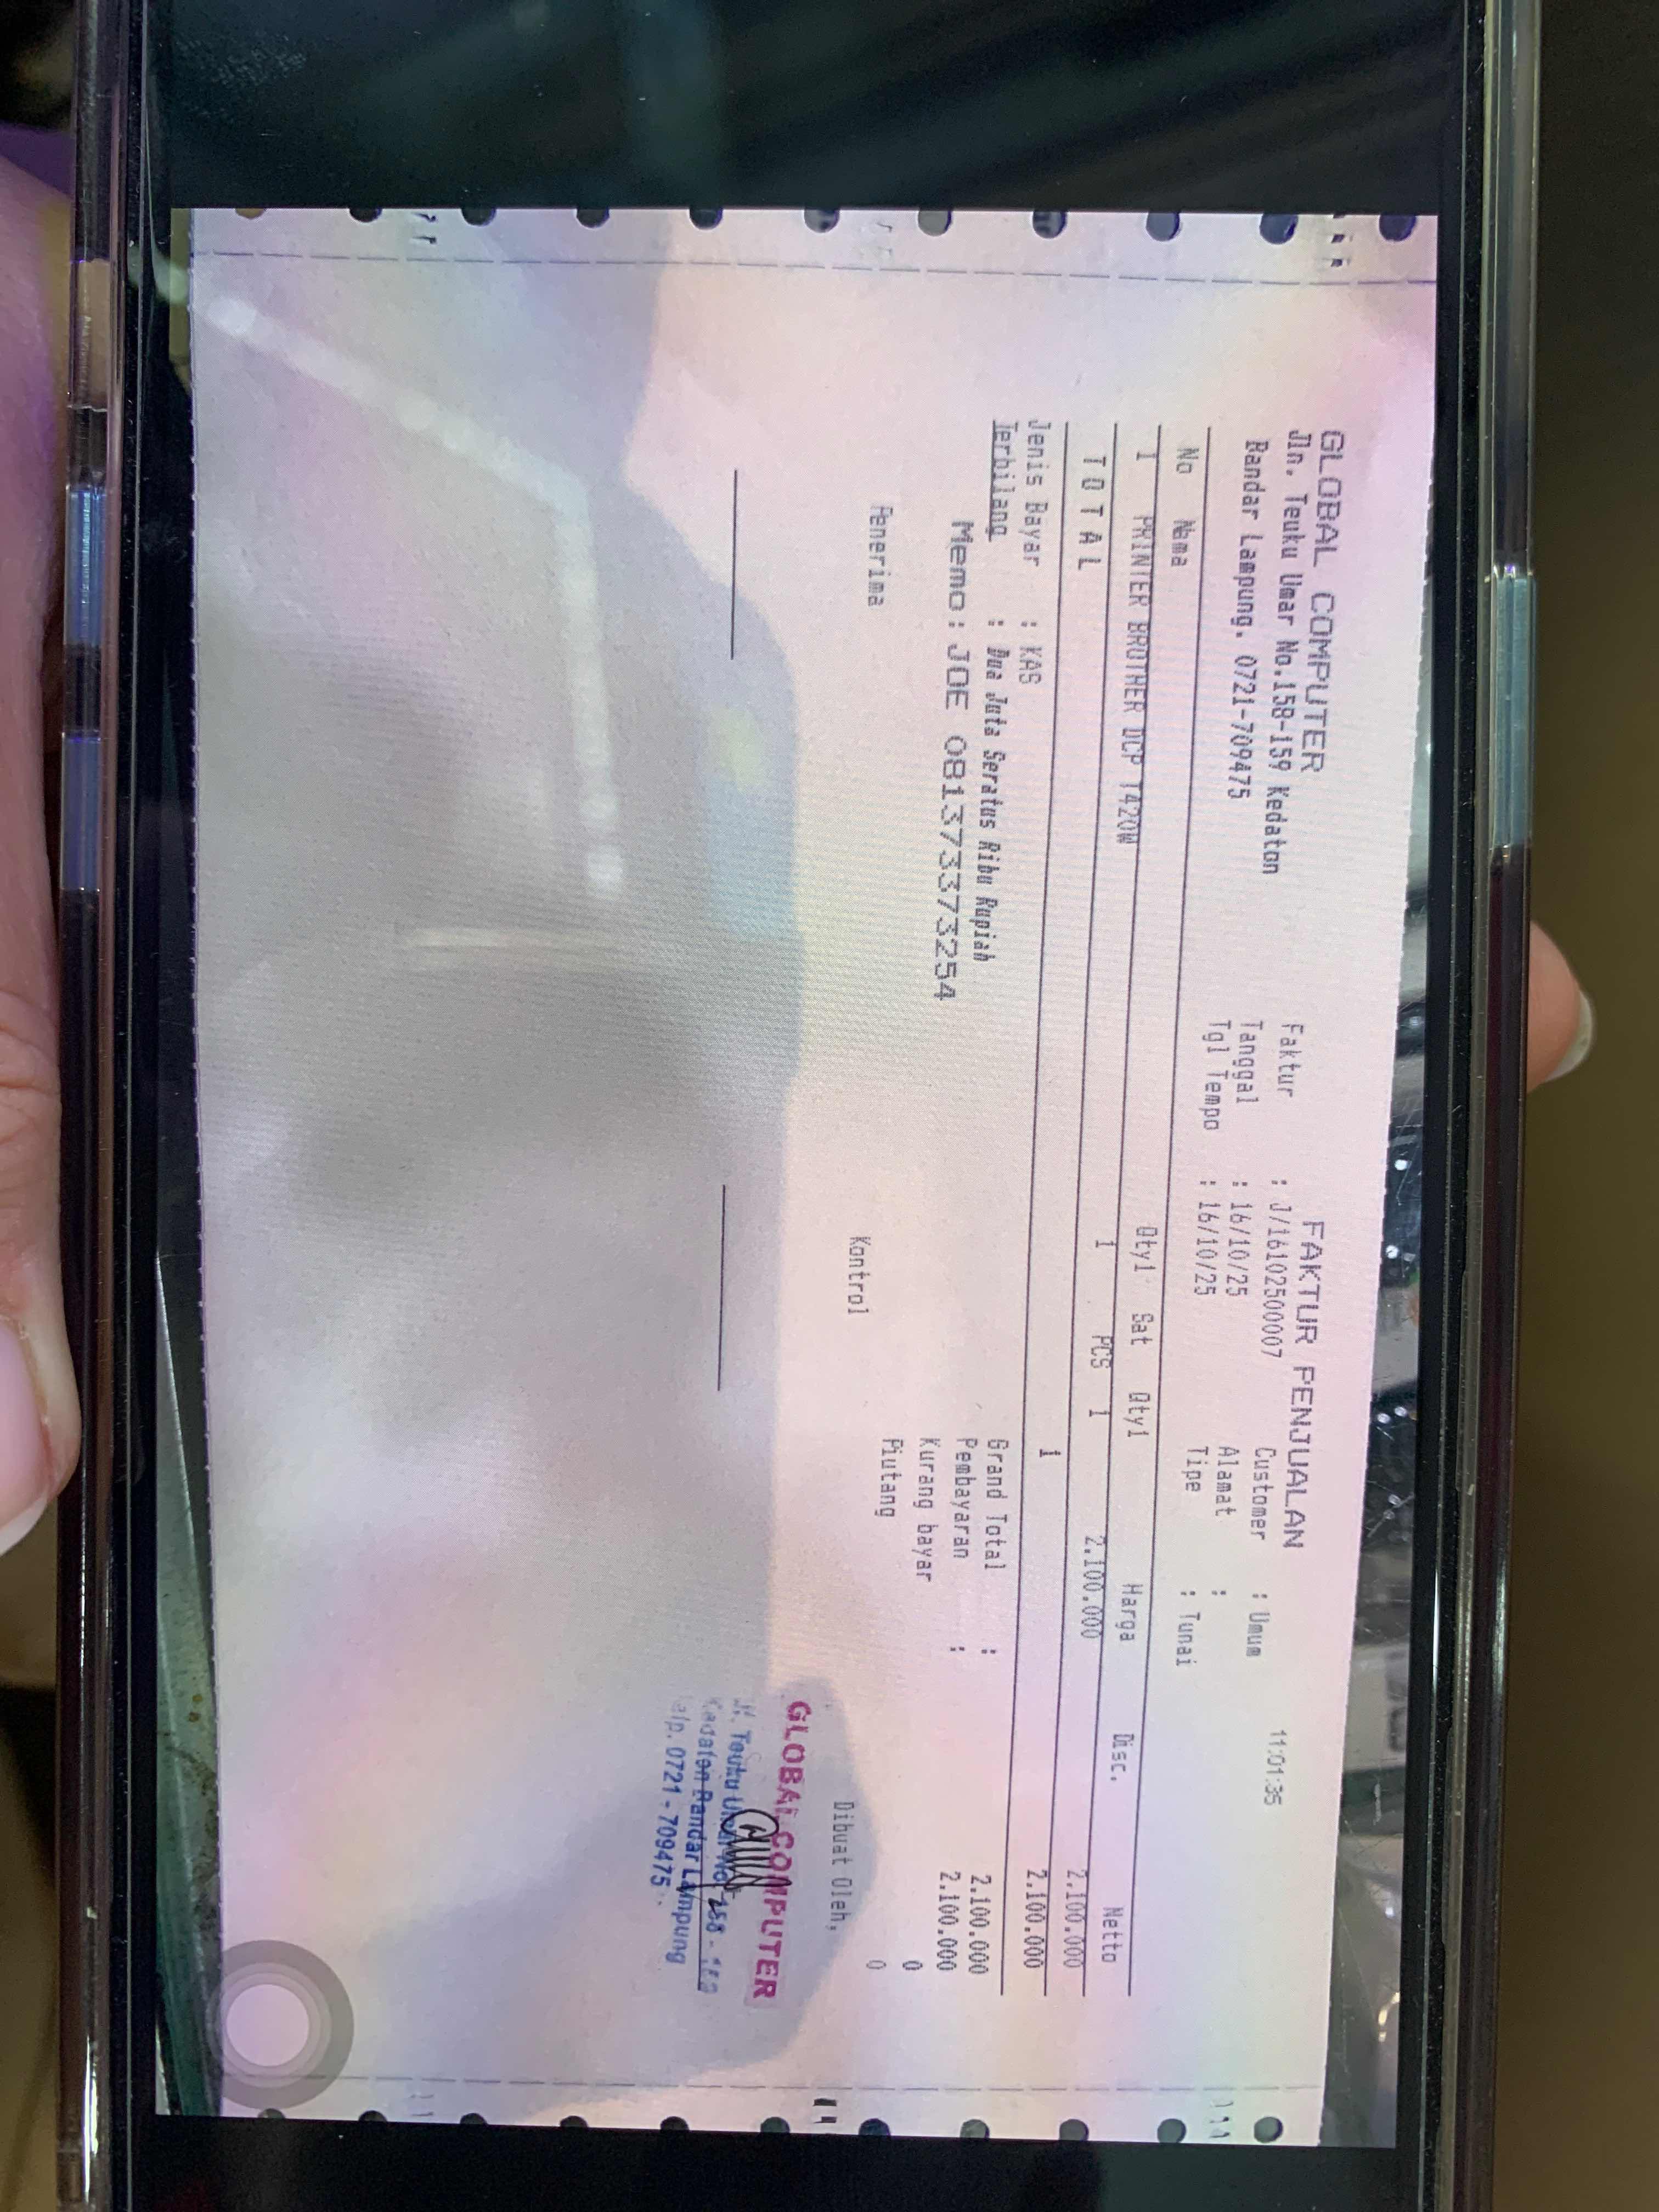 GLOBAL COMPUTER
Jln. Teuku Umar No.158-159 Kedaton
Bandar Lampung. 0721-709475
FAKTUR PENJUALAN
11:01:35
Faktur : J/16102500007
Tanggal : 16/10/25
Tgl Tempo : 16/10/25
Customer : Umum
Alamat :
Tipe : Tunai
No Nama Qty1 Sat Qty1 Harga Disc. Netto
1 PRINTER BROTHER DCP T420W 1 PCS 1 2.100.000 2.100.000
T O T A L 1 2.100.000
Jenis Bayar : KAS
Terbilang : Dua Juta Seratus Ribu Rupiah
Memo : JOE 081373373254
Grand Total : 2.100.000
Pembayaran : 2.100.000
Kurang bayar 0
Piutang 0
Penerima Kontrol Dibuat Oleh,
GLOBAL COMPUTER
Jl. Teuku Umar No. 158 -
Kedaton Bandar Lampung
Telp. 0721 - 709475